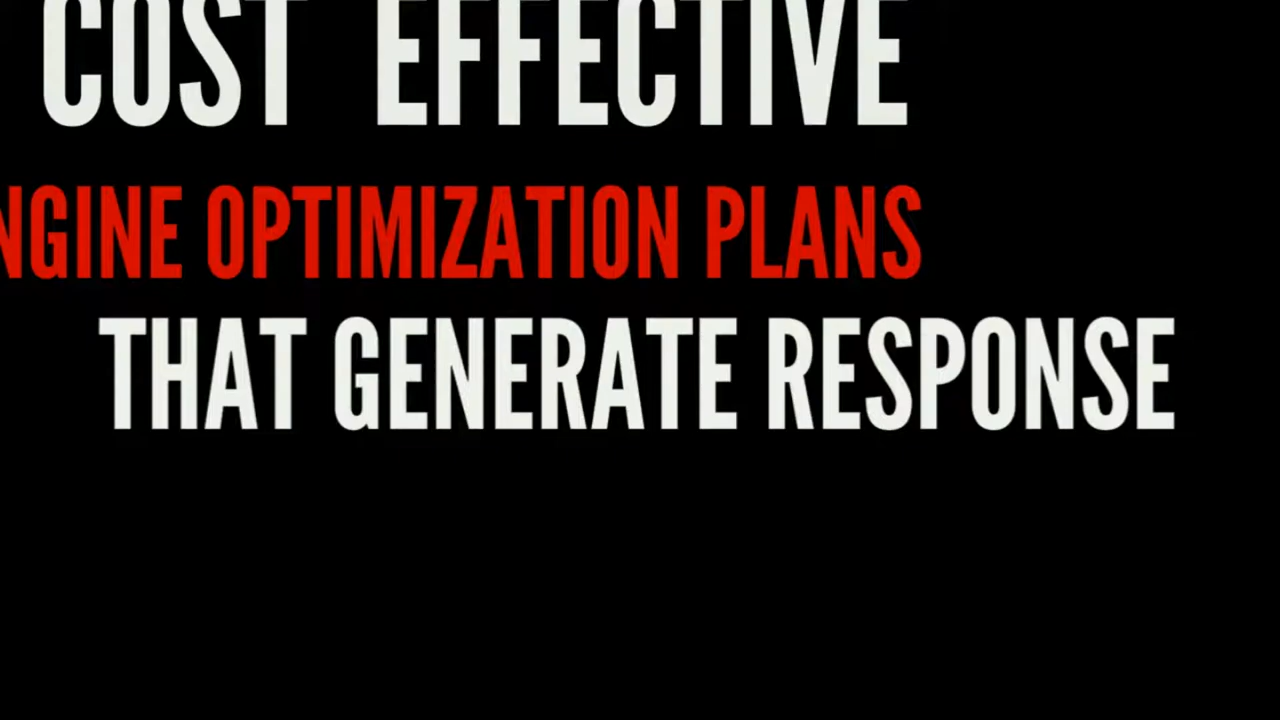 COST EFFECTIVE
NGINE OPTIMIZATION PLANS
THAT GENERATE RESPONSE